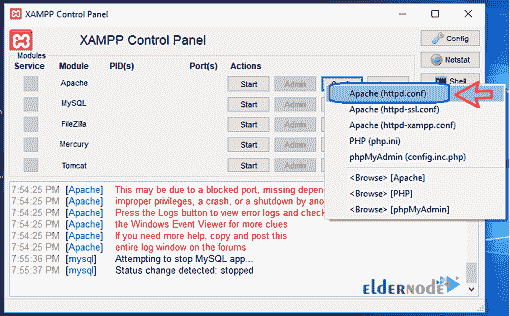 XAMPP Control Panel
XAMPP Control Panel
Config
Netstat
Shell
Modules
Service Module PID(s) Port(s) Actions
Apache Start Admin
MySQL Start Admin
FileZilla Start Admin
Mercury Start Admin
Tomcat Start Admin
Apache (httpd.conf)
Apache (httpd-ssl.conf)
Apache (httpd-xampp.conf)
PHP (php.ini)
phpMyAdmin (config.inc.php)
<Browse> [Apache]
<Browse> [PHP]
<Browse> [phpMyAdmin]
7:54:25 PM [Apache] This may be due to a blocked port, missing depen
7:54:25 PM [Apache] improper privileges, a crash, or a shutdown by anot
7:54:25 PM [Apache] Press the Logs button to view error logs and check
7:54:25 PM [Apache] the Windows Event Viewer for more clues
7:54:25 PM [Apache] If you need more help, copy and post this
7:54:25 PM [Apache] entire log window on the forums
7:55:36 PM [mysql] Attempting to stop MySQL app...
7:55:37 PM [mysql] Status change detected: stopped
eldernode